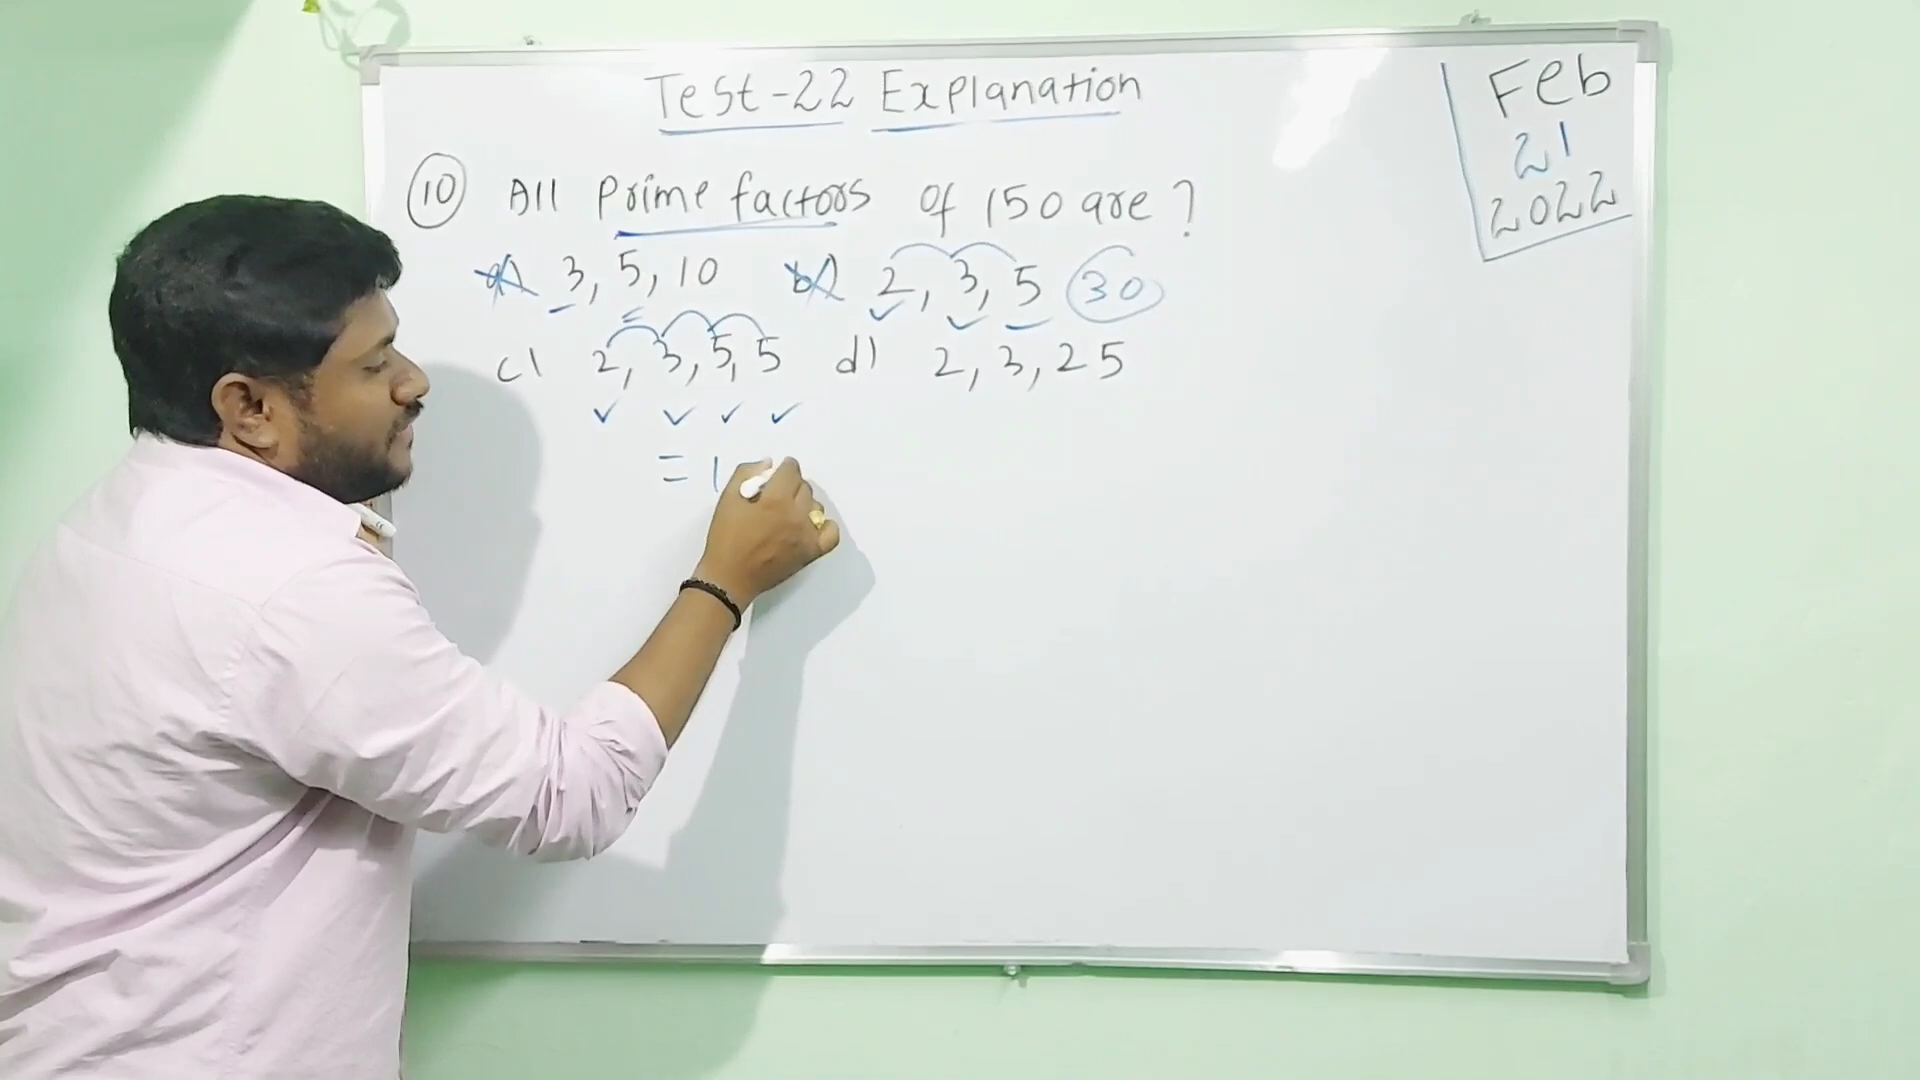 Test-22 Explanation
Feb
21
2022
10 All Prime factors of 150 are?
a) 3, 5, 10 b) 2, 3, 5 30
c) 2, 3, 5, 5 d) 2, 3, 25
= 1